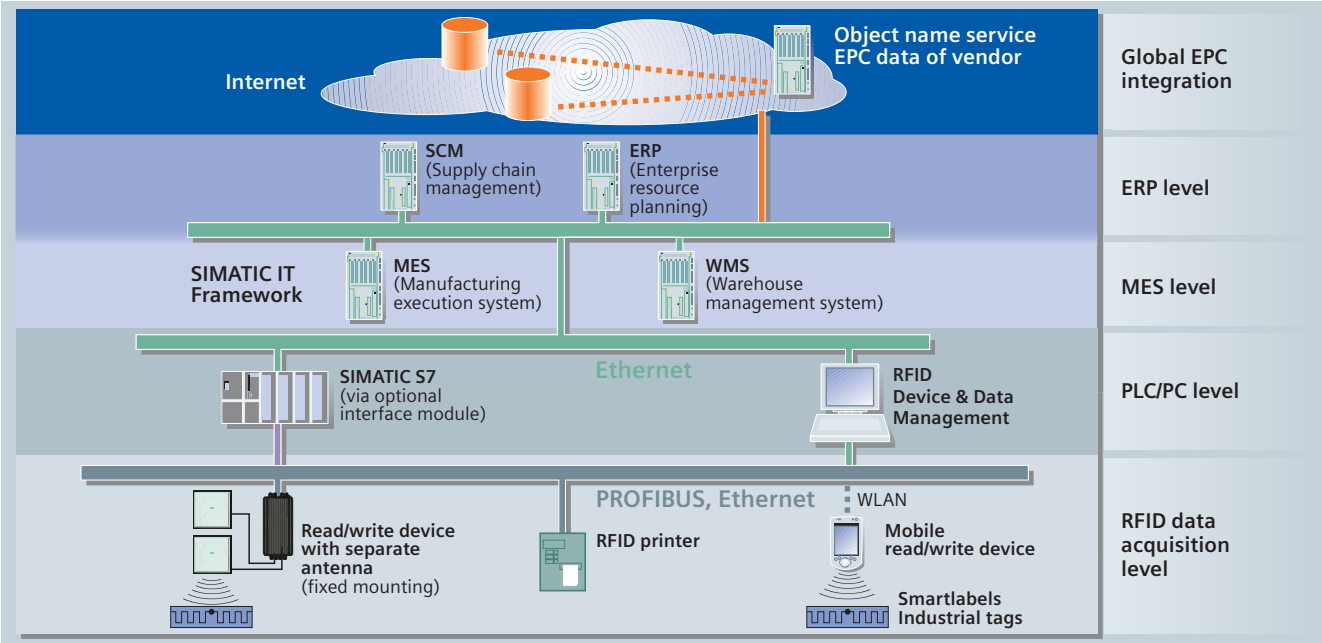 Internet
Object name service
EPC data of vendor
Global EPC
integration
SCM
(Supply chain
management)
ERP
(Enterprise
resource
planning)
ERP level
SIMATIC IT
Framework
MES
(Manufacturing
execution system)
WMS
(Warehouse
management system)
MES level
Ethernet
SIMATIC S7
(via optional
interface module)
RFID
Device & Data
Management
PLC/PC level
PROFIBUS, Ethernet
WLAN
Read/write device
with separate
antenna
(fixed mounting)
RFID printer
Mobile
read/write device
Smartlabels
Industrial tags
RFID data
acquisition
level